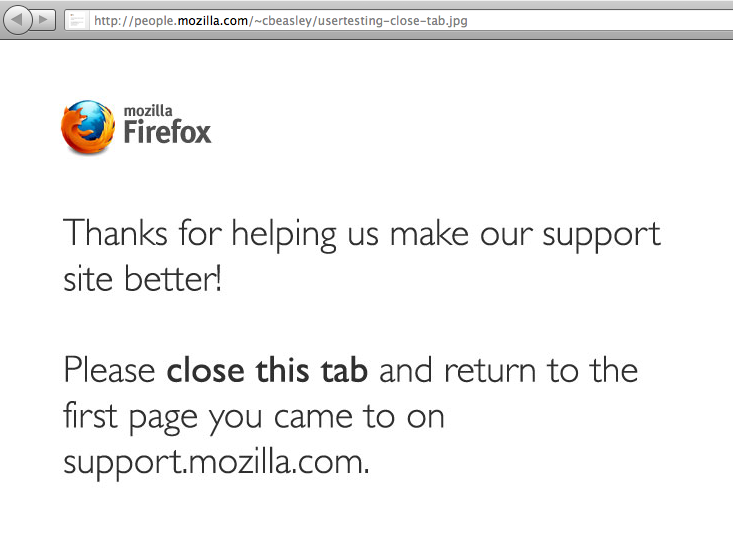 http://people.mozilla.com/~cbeasley/usertesting-close-tab.jpg
mozilla
Firefox
Thanks for helping us make our support
site better!
Please close this tab and return to the
first page you came to on
support.mozilla.com.